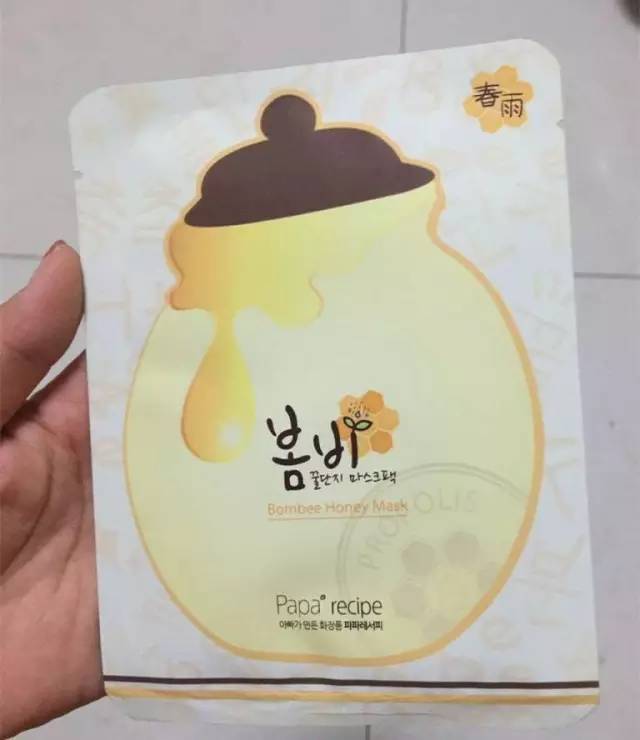 春雨
봄비
꿀단지 마스크팩
Bombee Honey Mask
PROPOLIS
Papa recipe
아빠가 만든 화장품 파파레서피